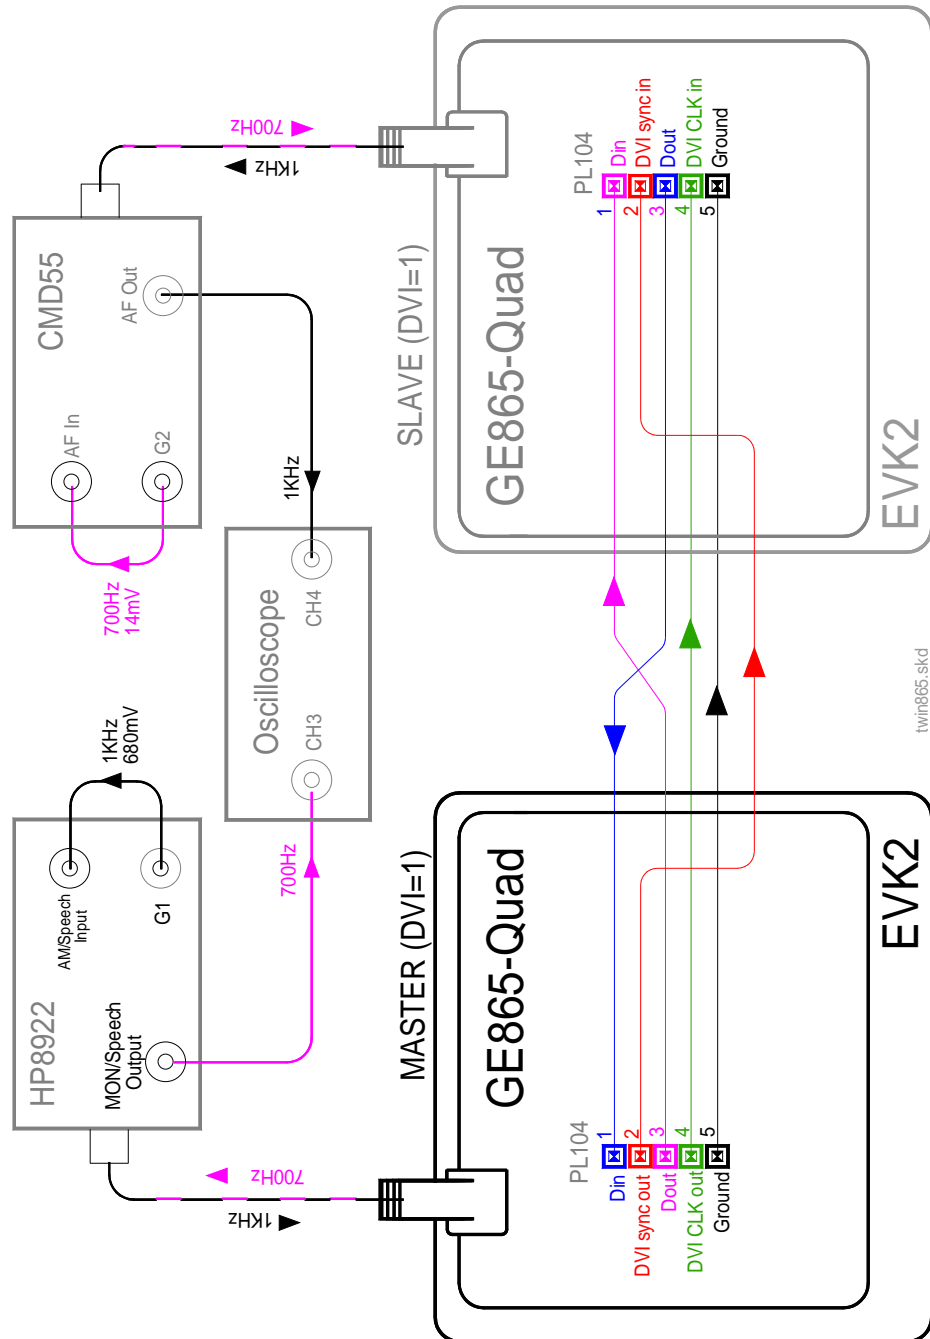 HP8922
AM/Speech
Input
G1
MON/Speech
Output
1KHz
680mV
700Hz
1KHz
700Hz
CMD55
AF In
G2
AF Out
700Hz
14mV
1KHz
700Hz
1KHz
Oscilloscope
CH3
CH4
MASTER (DVI=1)
GE865-Quad
PL104
Din
1
DVI sync out
2
Dout
3
DVI CLK out
4
Ground
5
EVK2
SLAVE (DVI=1)
GE865-Quad
PL104
1
Din
2
DVI sync in
3
Dout
4
DVI CLK in
5
Ground
EVK2
twin865.skd